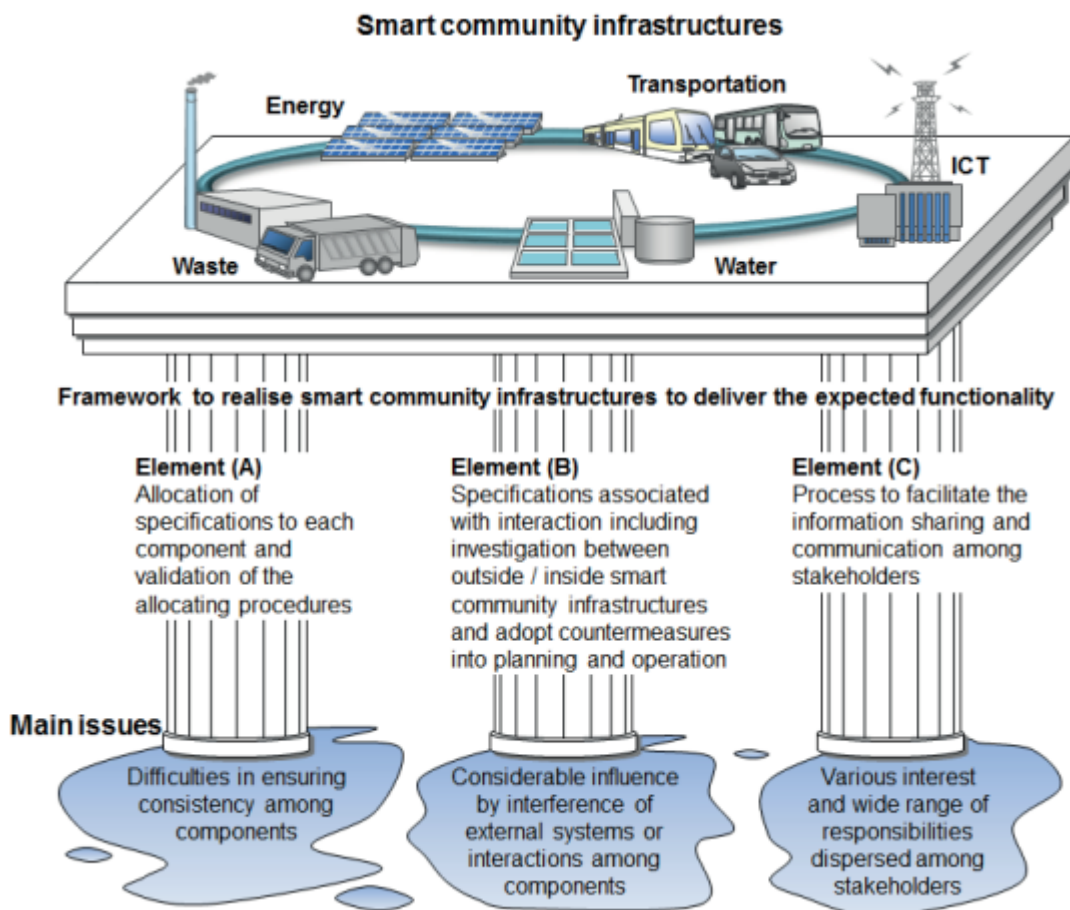 Smart community infrastructures
Energy
Transportation
ICT
Waste
Water
Framework to realise smart community infrastructures to deliver the expected functionality
Element (A)
Allocation of
specifications to each
component and
validation of the
allocating procedures
Element (B)
Specifications associated
with interaction including
investigation between
outside / inside smart
community infrastructures
and adopt countermeasures
into planning and operation
Element (C)
Process to facilitate the
information sharing and
communication among
stakeholders
Main issues
Difficulties in ensuring
consistency among
components
Considerable influence
by interference of
external systems or
interactions among
components
Various interest
and wide range of
responsibilities
dispersed among
stakeholders